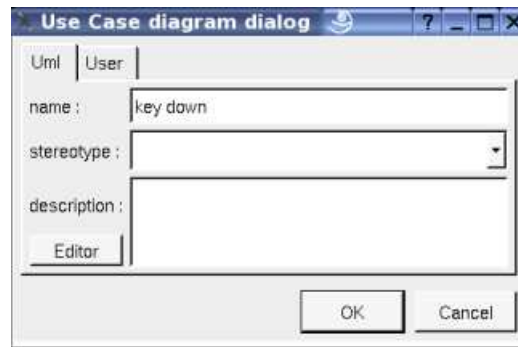 Use Case diagram dialog ?
Uml User
name : key down
stereotype :
description :
Editor
OK Cancel